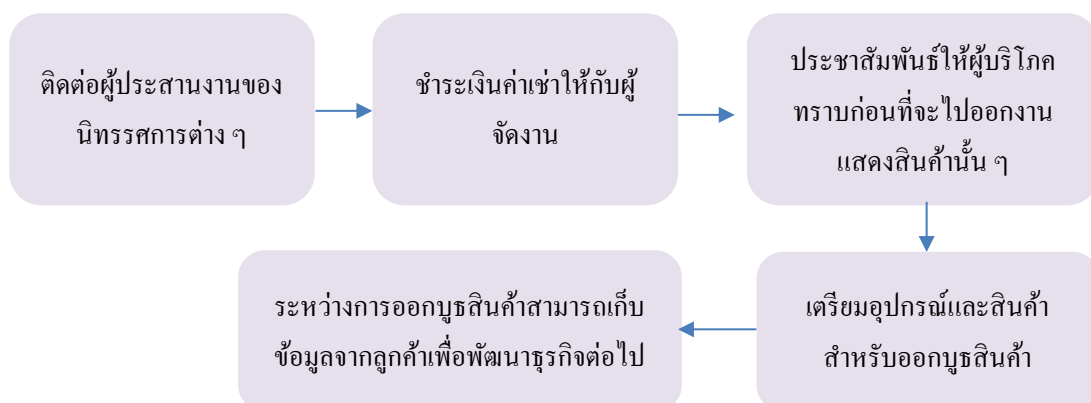 ติดต่อผู้ประสานงานของ
นิทรรศการต่าง ๆ
ชำระเงินค่าเช่าให้กับผู้
จัดงาน
ประชาสัมพันธ์ให้ผู้บริโภค
ทราบก่อนที่จะไปออกงาน
แสดงสินค้านั้น ๆ
เตรียมอุปกรณ์และสินค้า
สำหรับออกบูธสินค้า
ระหว่างการออกบูธสินค้าสามารถเก็บ
ข้อมูลจากลูกค้าเพื่อพัฒนาธุรกิจต่อไป